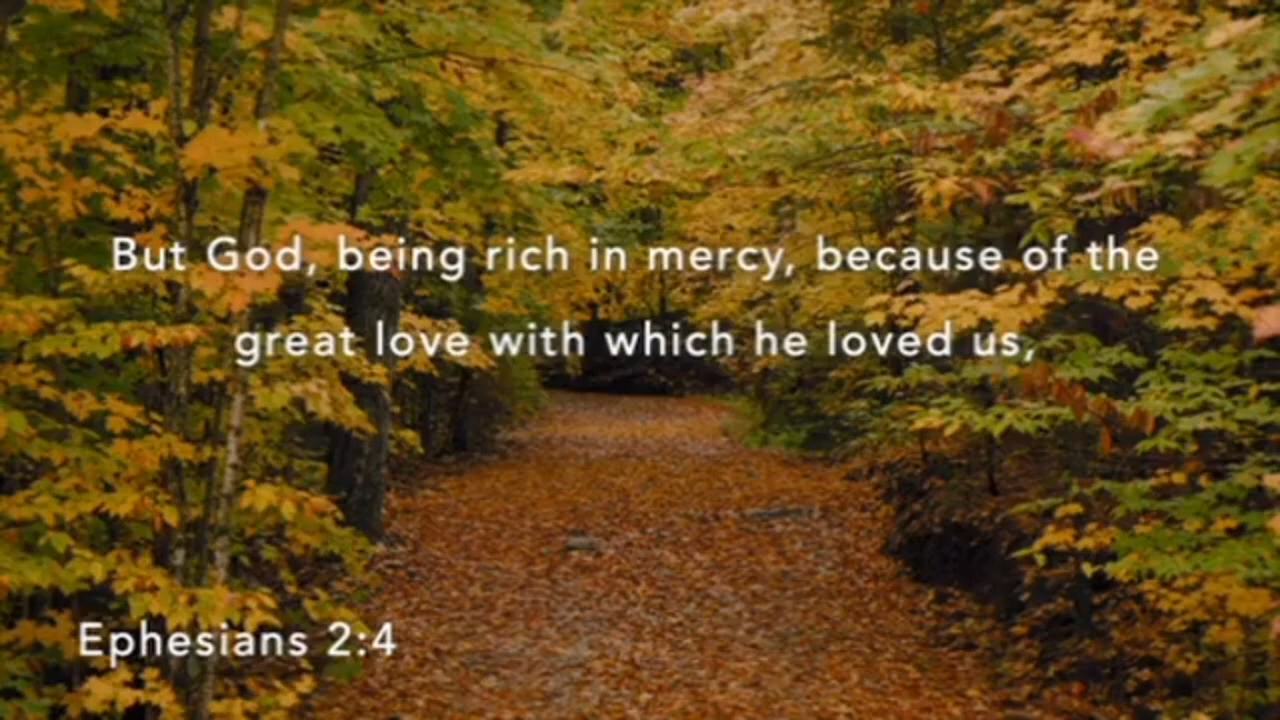 But God, being rich in mercy, because of the
great love with which he loved us,
Ephesians 2:4